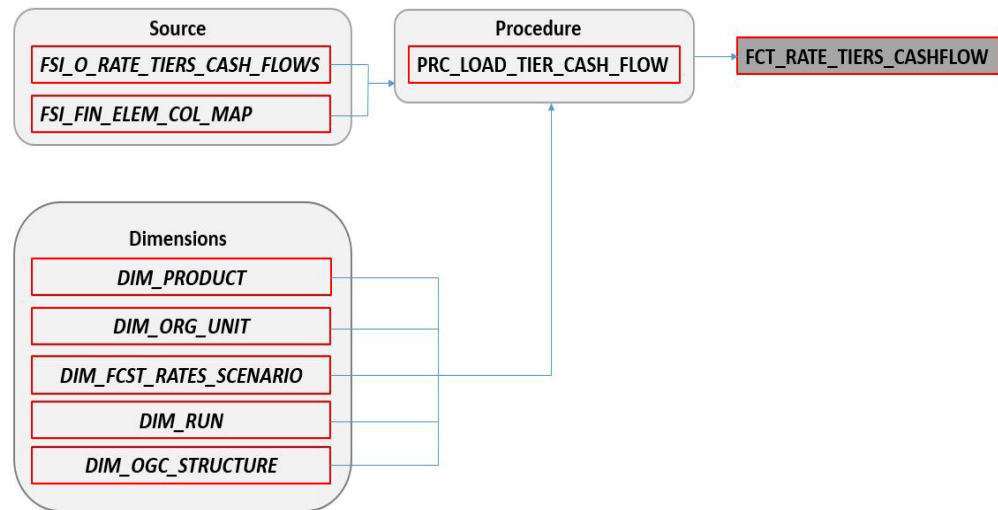 Source
FSI_O_RATE_TIERS_CASH_FLOWS
FSI_FIN_ELEM_COL_MAP
Procedure
PRC_LOAD_TIER_CASH_FLOW
FCT_RATE_TIERS_CASHFLOW
Dimensions
DIM_PRODUCT
DIM_ORG_UNIT
DIM_FCST_RATES_SCENARIO
DIM_RUN
DIM_OGC_STRUCTURE